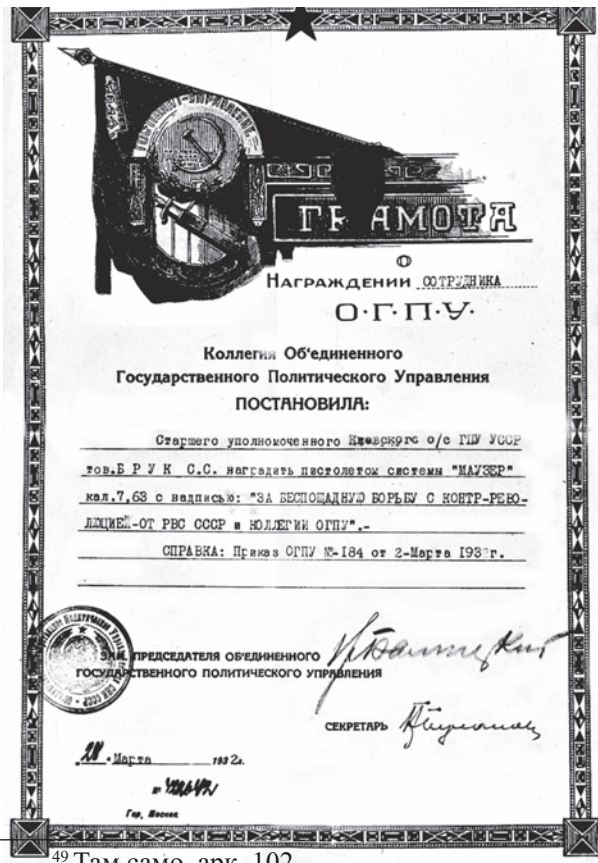 ГРАМОТА
О
НАГРАЖДЕНИИ СОТРУДНИКА
О·Г·П·У·
Коллегия Об'единенного
Государственного Политического Управления
ПОСТАНОВИЛА:
Старшего уполномоченного Киевского о/с ГПУ УССР
тов.Б Р У К С.С. наградить пистолетом системы "МАУЗЕР"
кал.7,63 с надписью: "ЗА БЕСПОЩАДНУЮ БОРЬБУ С КОНТР-РЕВО-
ЛЮЦИЕЙ-ОТ РВС СССР и КОЛЛЕГИИ ОГПУ".-
СПРАВКА: Приказ ОГПУ №-184 от 2-Марта 1932г.
ЗАМ. ПРЕДСЕДАТЕЛЯ ОБ'ЕДИНЕННОГО
ГОСУДАРСТВЕННОГО ПОЛИТИЧЕСКОГО УПРАВЛЕНИЯ
СЕКРЕТАРЬ
Марта 1932г.
№
Гор. Москва
49 Там само, арк. 102